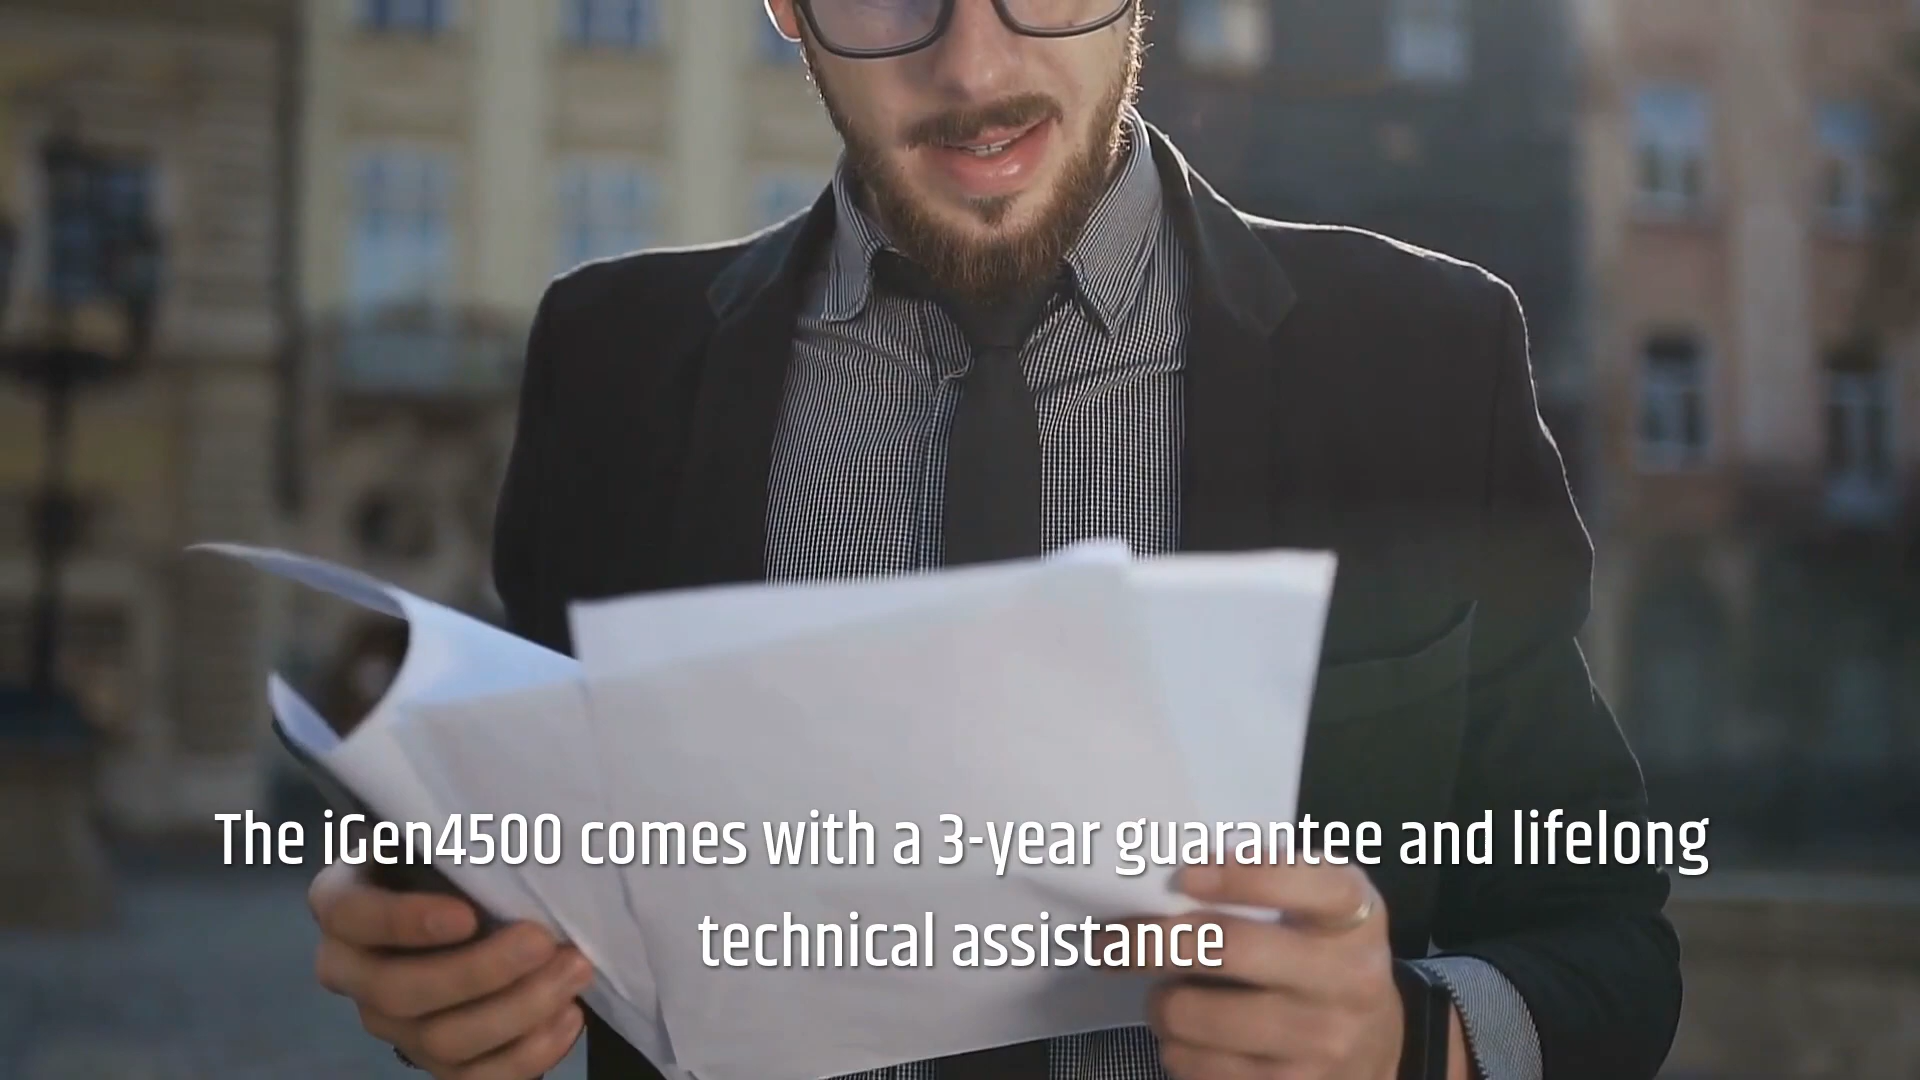 The iGen4500 comes with a 3-year guarantee and lifelong
technical assistance